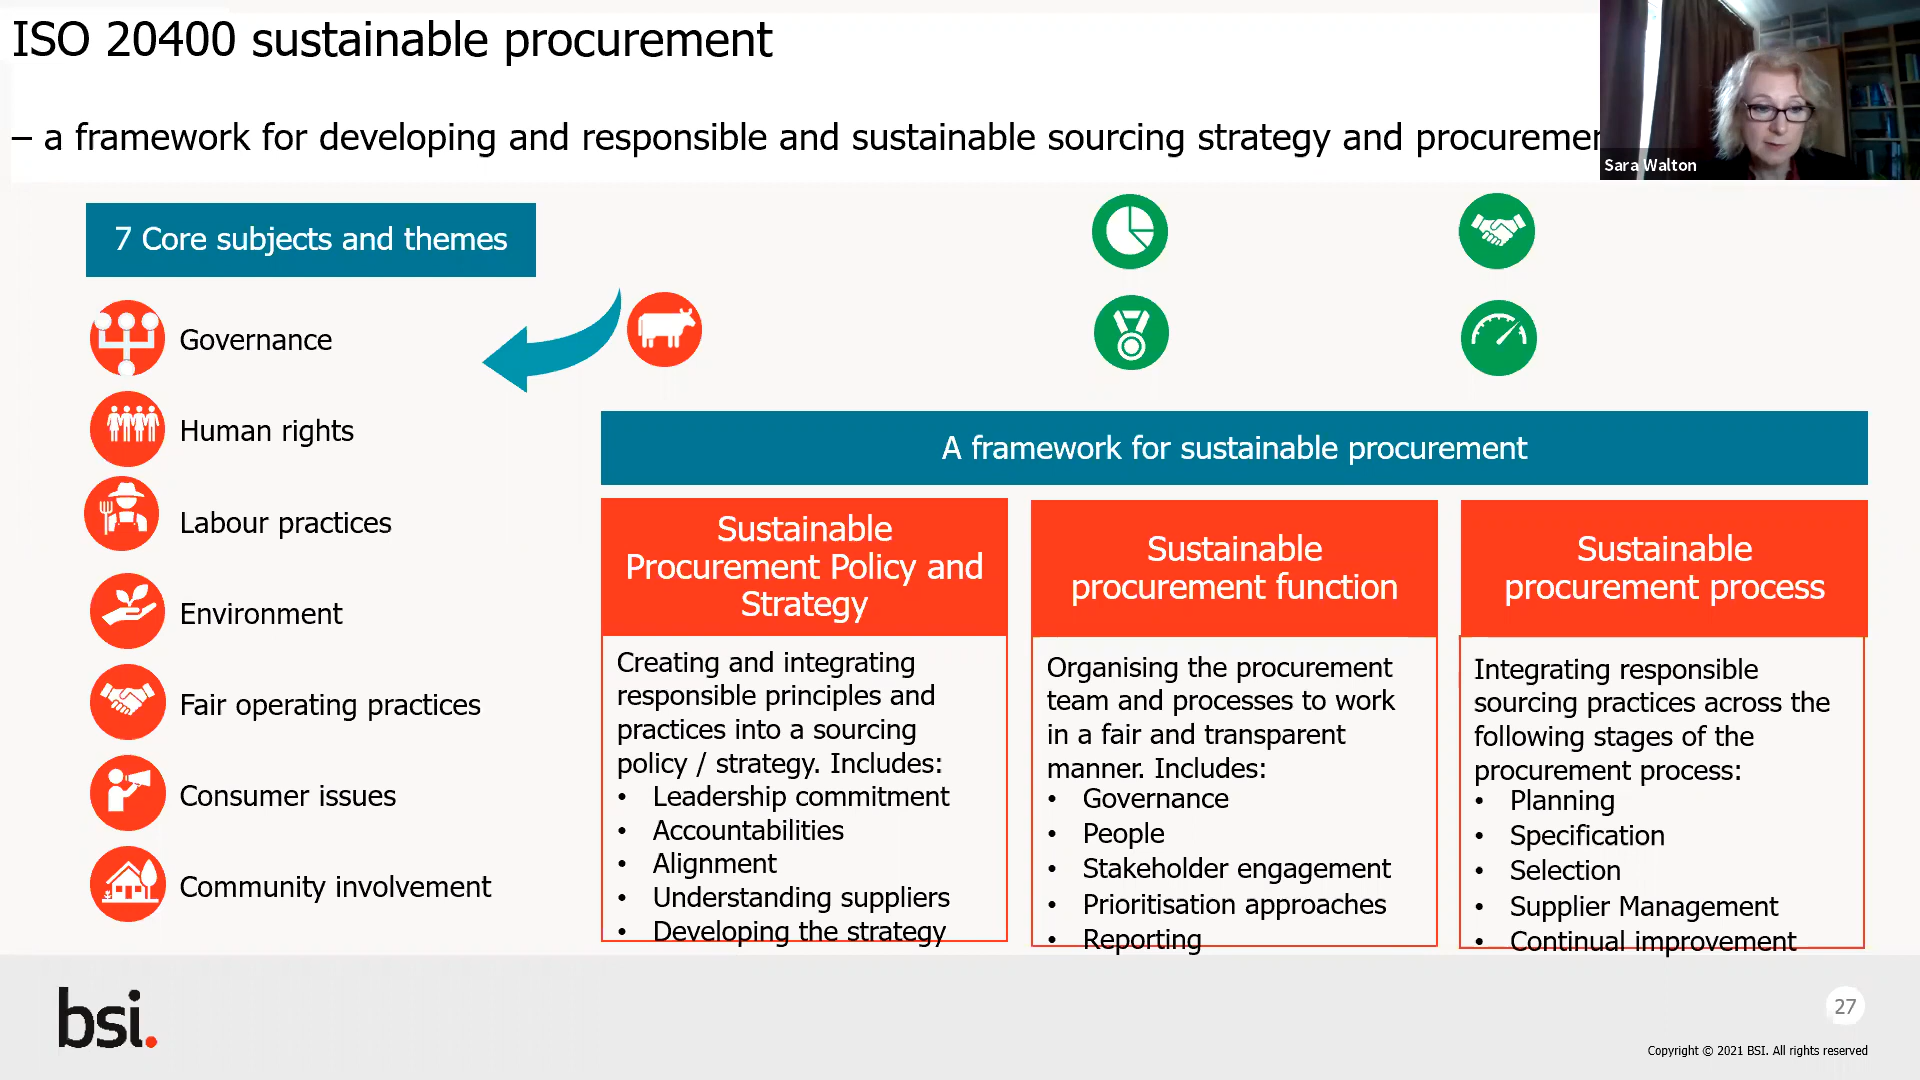 ISO 20400 sustainable procurement
– a framework for developing and responsible and sustainable sourcing strategy and
Sara Walton
7 Core subjects and themes
Governance
Human rights
Labour practices
Environment
Fair operating practices
Consumer issues
Community involvement
A framework for sustainable procurement
Sustainable
Procurement Policy and
Strategy
Creating and integrating
responsible principles and
practices into a sourcing
policy / strategy. Includes:
• Leadership commitment
• Accountabilities
• Alignment
• Understanding suppliers
• Developing the strategy
Sustainable
procurement function
Organising the procurement
team and processes to work
in a fair and transparent
manner. Includes:
• Governance
• People
• Stakeholder engagement
• Prioritisation approaches
• Reporting
Sustainable
procurement process
Integrating responsible
sourcing practices across the
following stages of the
procurement process:
• Planning
• Specification
• Selection
• Supplier Management
• Continual improvement
bsi.
27
Copyright © 2021 BSI. All rights reserved